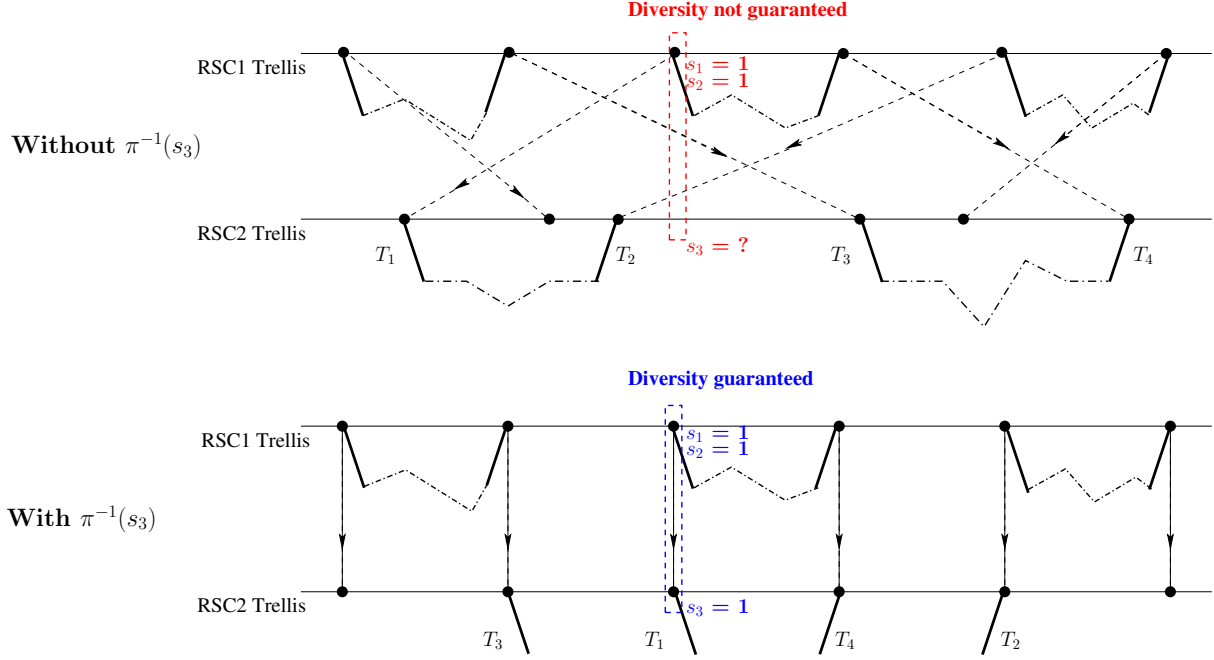 Diversity not guaranteed
RSC1 Trellis
s₁ = 1
s₂ = 1
Without π⁻¹(s₃)
RSC2 Trellis
s₃ = ?
T₁ T₂ T₃ T₄
Diversity guaranteed
RSC1 Trellis
s₁ = 1
s₂ = 1
With π⁻¹(s₃)
RSC2 Trellis
s₃ = 1
T₃ T₁ T₄ T₂